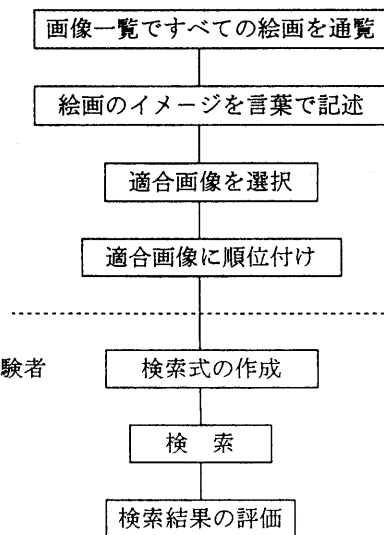 画像一覧ですべての絵画を通覧
絵画のイメージを言葉で記述
適合画像を選択
適合画像に順位付け
験者
検索式の作成
検 索
検索結果の評価